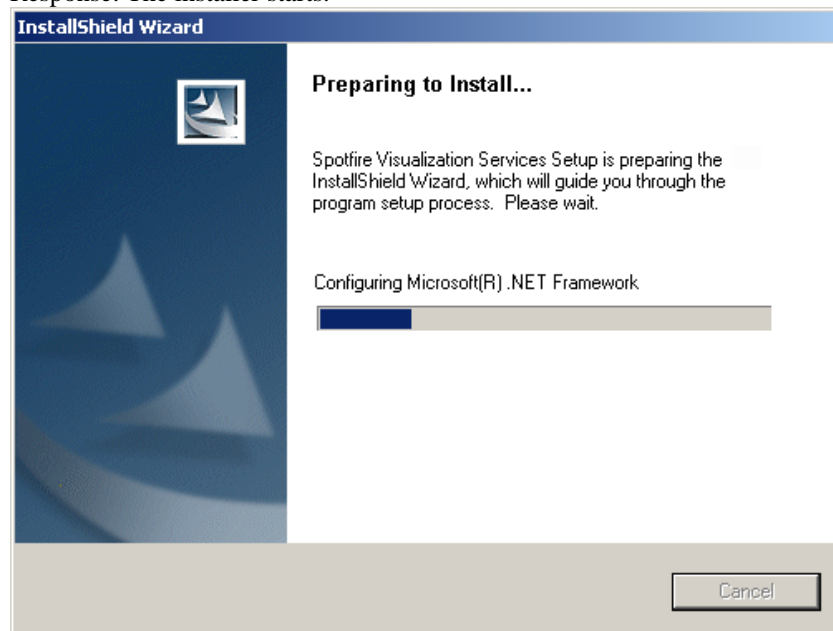 Response: The installer starts.
InstallShield Wizard
Preparing to Install...
Spotfire Visualization Services Setup is preparing the
InstallShield Wizard, which will guide you through the
program setup process. Please wait.
Configuring Microsoft(R) .NET Framework
Cancel